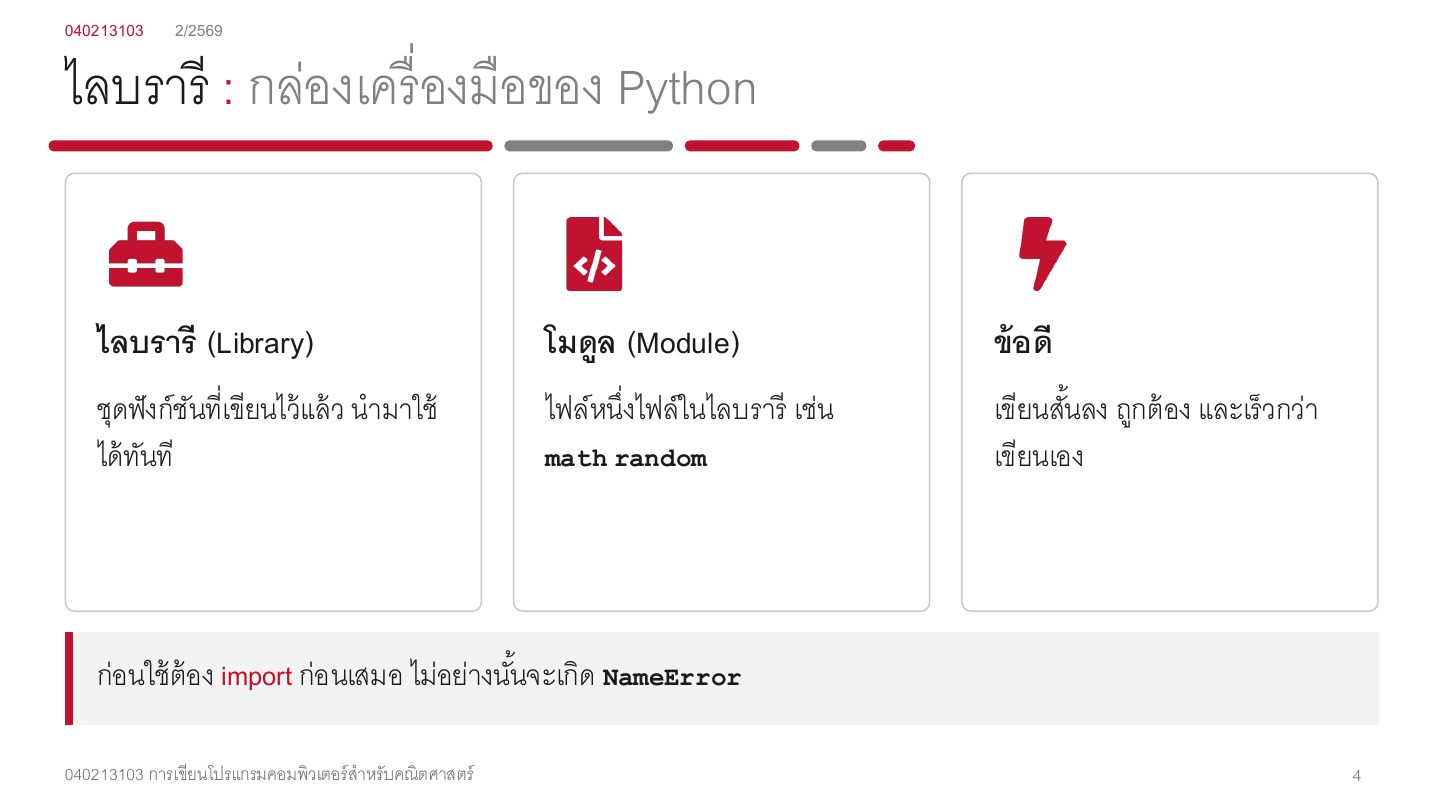 040213103 2/2569
ไลบรารี : กล่องเครื่องมือของ Python
ไลบรารี (Library)
ชุดฟังก์ชันที่เขียนไว้แล้ว นำมาใช้
ได้ทันที
โมดูล (Module)
ไฟล์หนึ่งไฟล์ในไลบรารี เช่น
math random
ข้อดี
เขียนสั้นลง ถูกต้อง และเร็วกว่า
เขียนเอง
ก่อนใช้ต้อง import ก่อนเสมอ ไม่อย่างนั้นจะเกิด NameError
040213103 การเขียนโปรแกรมคอมพิวเตอร์สำหรับคณิตศาสตร์ 4